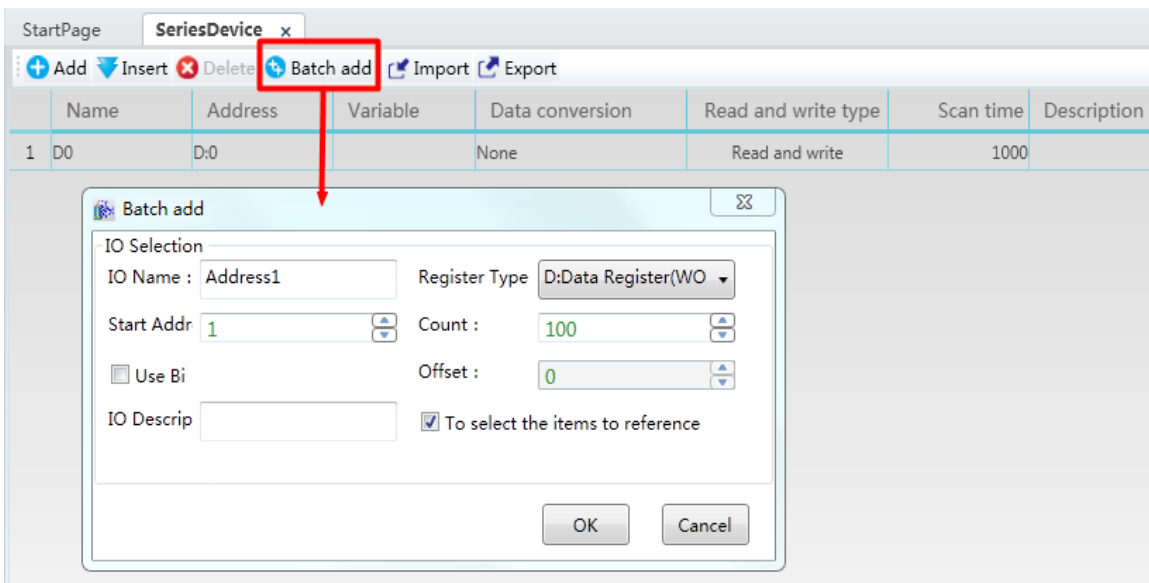 StartPage SeriesDevice x
Add Insert Delete Batch add Import Export
Name Address Variable Data conversion Read and write type Scan time Description
1 D0 D:0 None Read and write 1000
Batch add
IO Selection
IO Name : Address1 Register Type D:Data Register(WO
Start Addr 1 Count : 100
Use Bi Offset : 0
IO Descrip To select the items to reference
OK Cancel